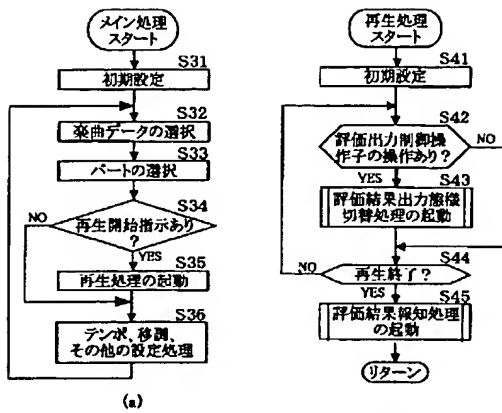 メイン処理
スタート
S31
初期設定
S32
楽曲データの選択
S33
パートの選択
S34
NO
再生開始指示あり
?
YES
S35
再生処理の起動
S36
テンポ、移調、
その他の設定処理
(a)
再生処理
スタート
S41
初期設定
S42
評価出力制御操
作子の操作あり?
NO
YES
S43
評価結果出力態様
切替処理の起動
S44
NO
再生終了?
YES
S45
評価結果報知処理
の起動
リターン